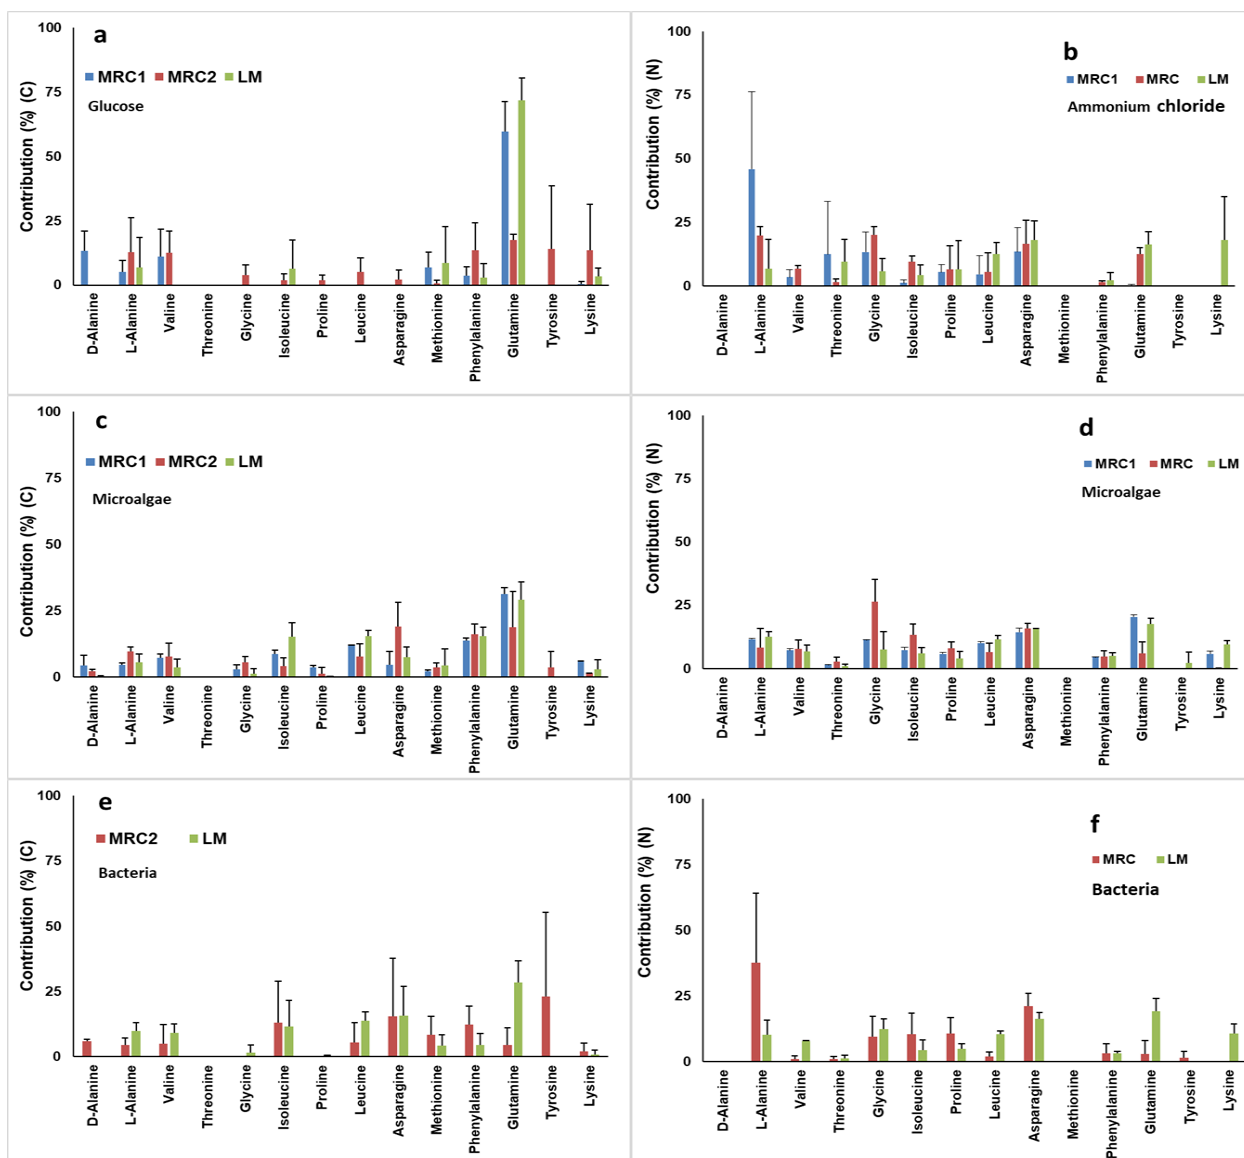 a
MRC1 MRC2 LM
Glucose
Contribution (%) (C)
100
75
50
25
0
D-Alanine
L-Alanine
Valine
Threonine
Glycine
Isoleucine
Proline
Leucine
Asparagine
Methionine
Phenylalanine
Glutamine
Tyrosine
Lysine
b
MRC1 MRC LM
Ammonium chloride
Contribution (%) (N)
100
75
50
25
0
D-Alanine
L-Alanine
Valine
Threonine
Glycine
Isoleucine
Proline
Leucine
Asparagine
Methionine
Phenylalanine
Glutamine
Tyrosine
Lysine
c
MRC1 MRC2 LM
Microalgae
Contribution (%) (C)
100
75
50
25
0
D-Alanine
L-Alanine
Valine
Threonine
Glycine
Isoleucine
Proline
Leucine
Asparagine
Methionine
Phenylalanine
Glutamine
Tyrosine
Lysine
d
MRC1 MRC LM
Microalgae
Contribution (%) (N)
100
75
50
25
0
D-Alanine
L-Alanine
Valine
Threonine
Glycine
Isoleucine
Proline
Leucine
Asparagine
Methionine
Phenylalanine
Glutamine
Tyrosine
Lysine
e
MRC2 LM
Bacteria
Contribution (%) (C)
100
75
50
25
0
D-Alanine
L-Alanine
Valine
Threonine
Glycine
Isoleucine
Proline
Leucine
Asparagine
Methionine
Phenylalanine
Glutamine
Tyrosine
Lysine
f
MRC LM
Bacteria
Contribution (%) (N)
100
75
50
25
0
D-Alanine
L-Alanine
Valine
Threonine
Glycine
Isoleucine
Proline
Leucine
Asparagine
Methionine
Phenylalanine
Glutamine
Tyrosine
Lysine